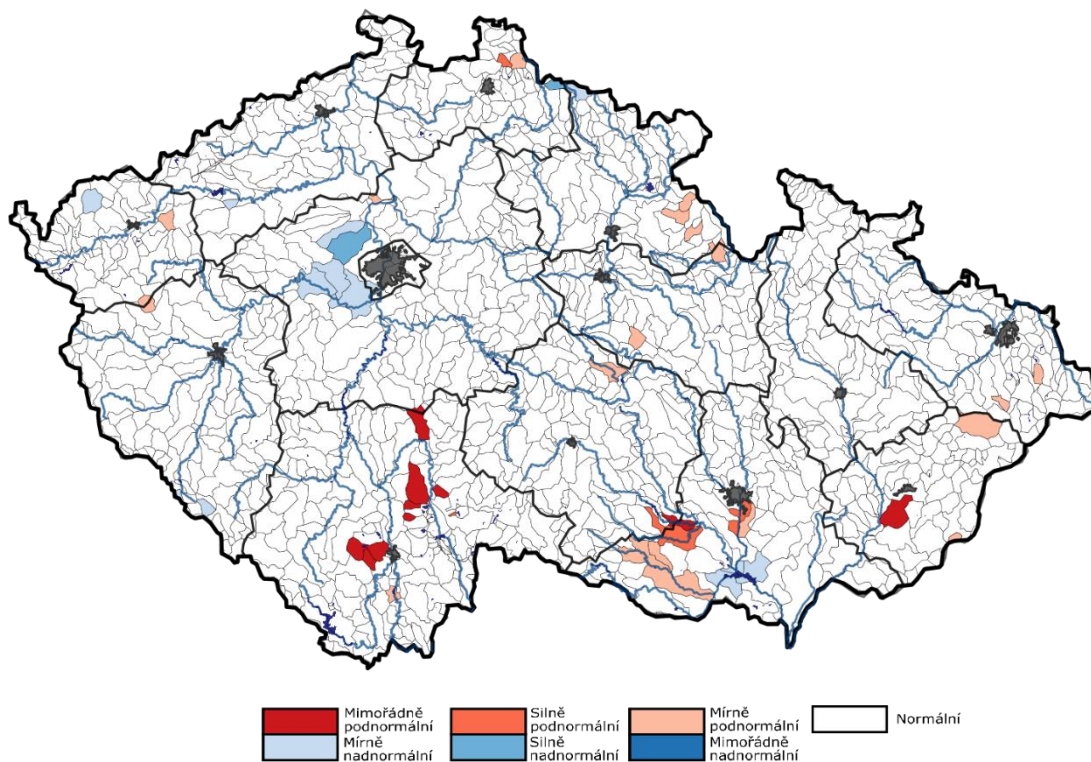 Mimořádně
podnormální
Silně
podnormální
Mírně
podnormální
Normální
Mírně
nadnormální
Silně
nadnormální
Mimořádně
nadnormální